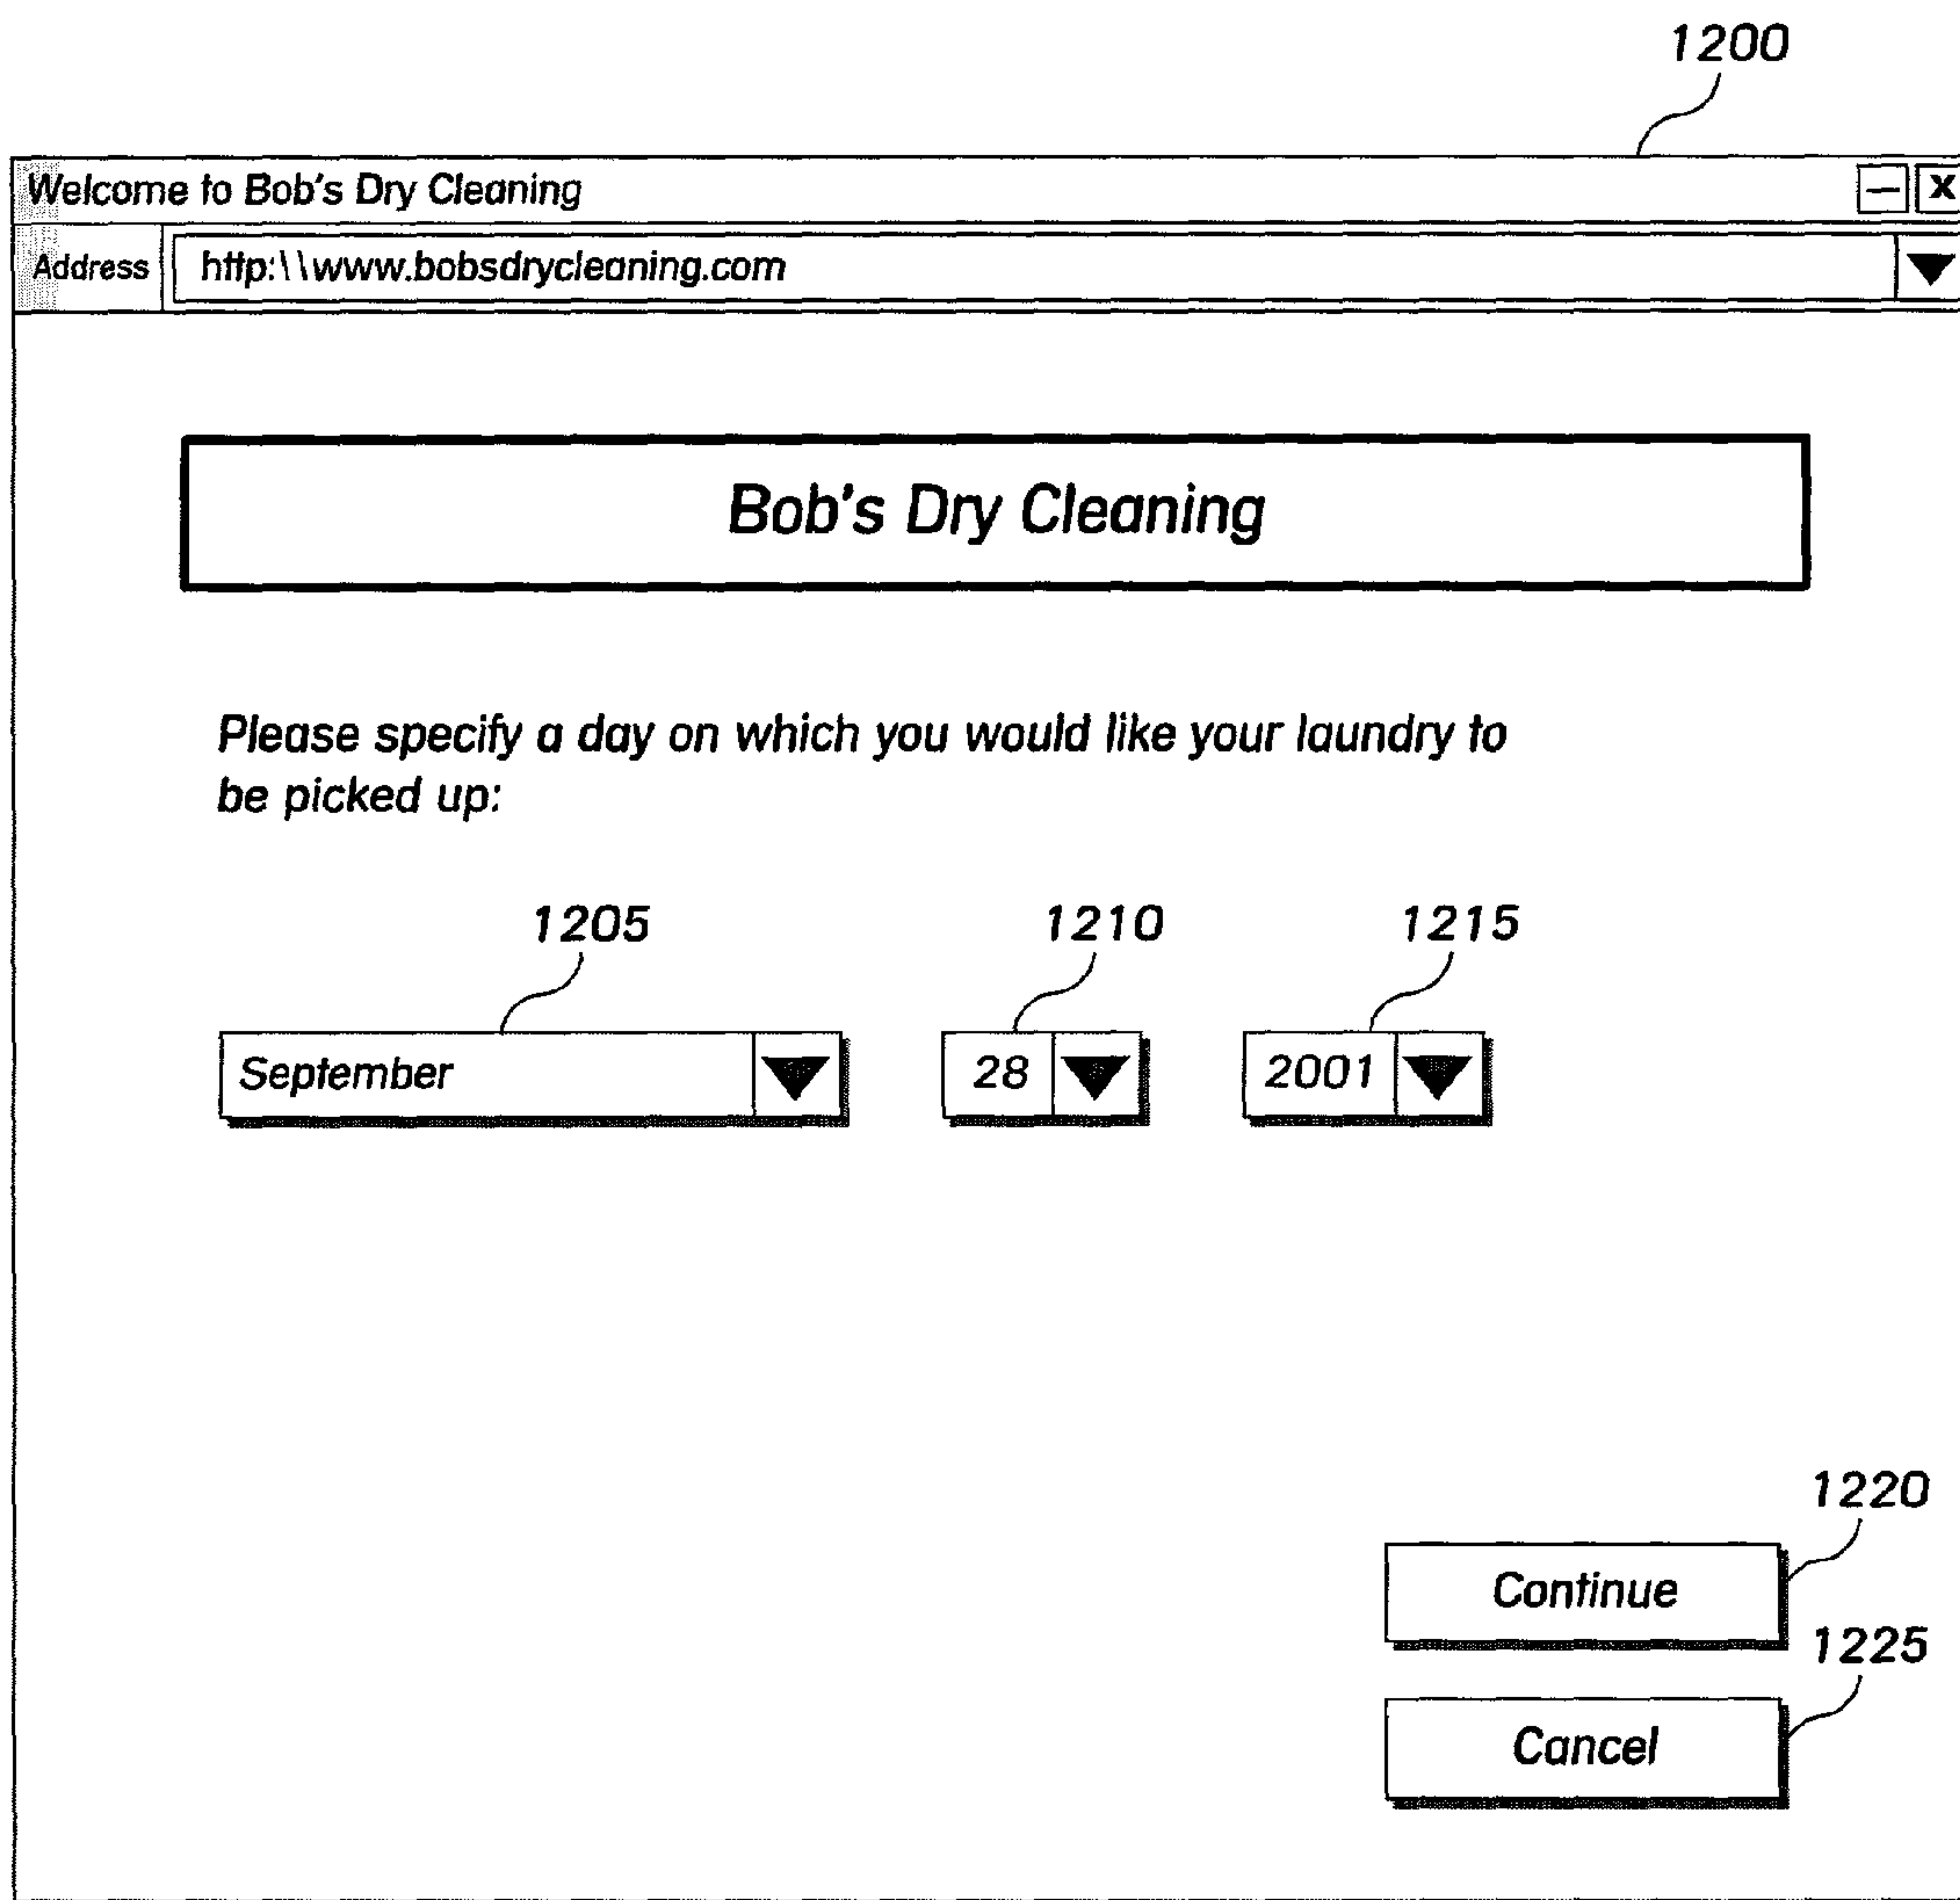 1200
Welcome to Bob's Dry Cleaning — X
Address http:\\www.bobsdrycleaning.com
Bob's Dry Cleaning
Please specify a day on which you would like your laundry to
be picked up:
1205 1210 1215
September 28 2001
1220
Continue
1225
Cancel